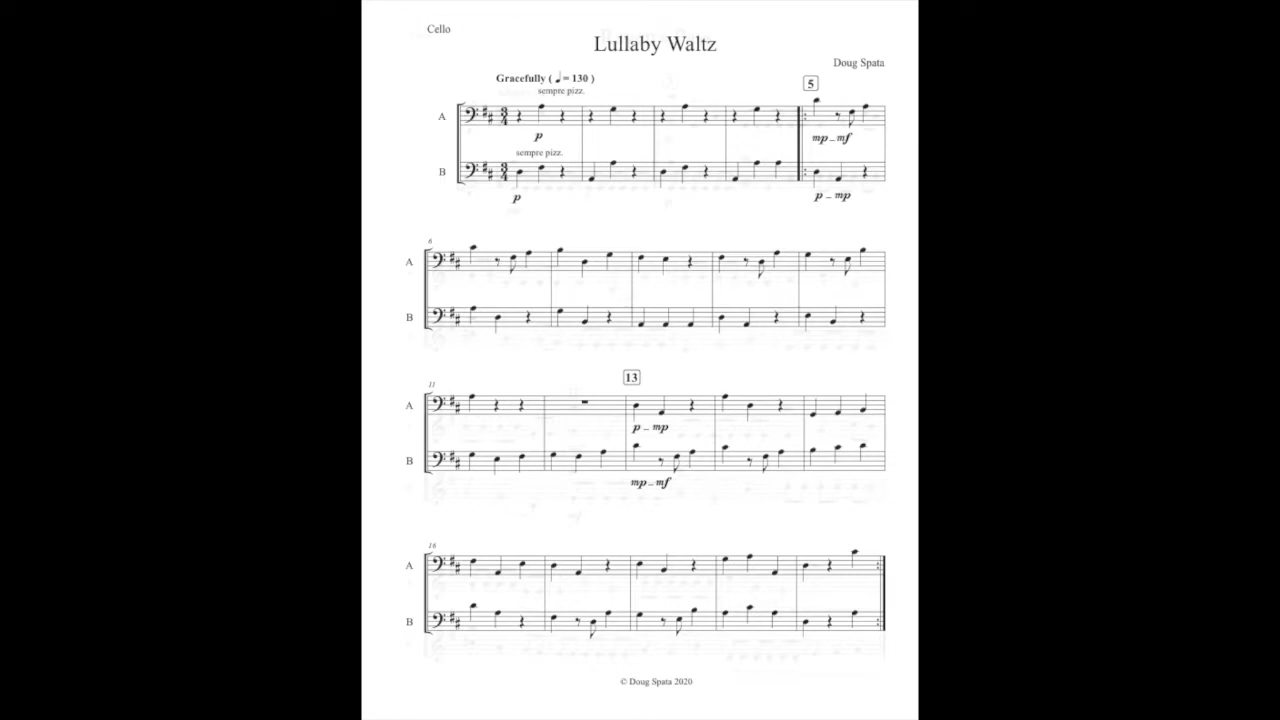 Cello
Lullaby Waltz
Doug Spata
Gracefully ( ♩ = 130 )
sempre pizz.
5
A
p
mp - mf
sempre pizz.
B
p
p - mp
6
A
B
11
13
A
p - mp
B
mp - mf
16
A
B
© Doug Spata 2020